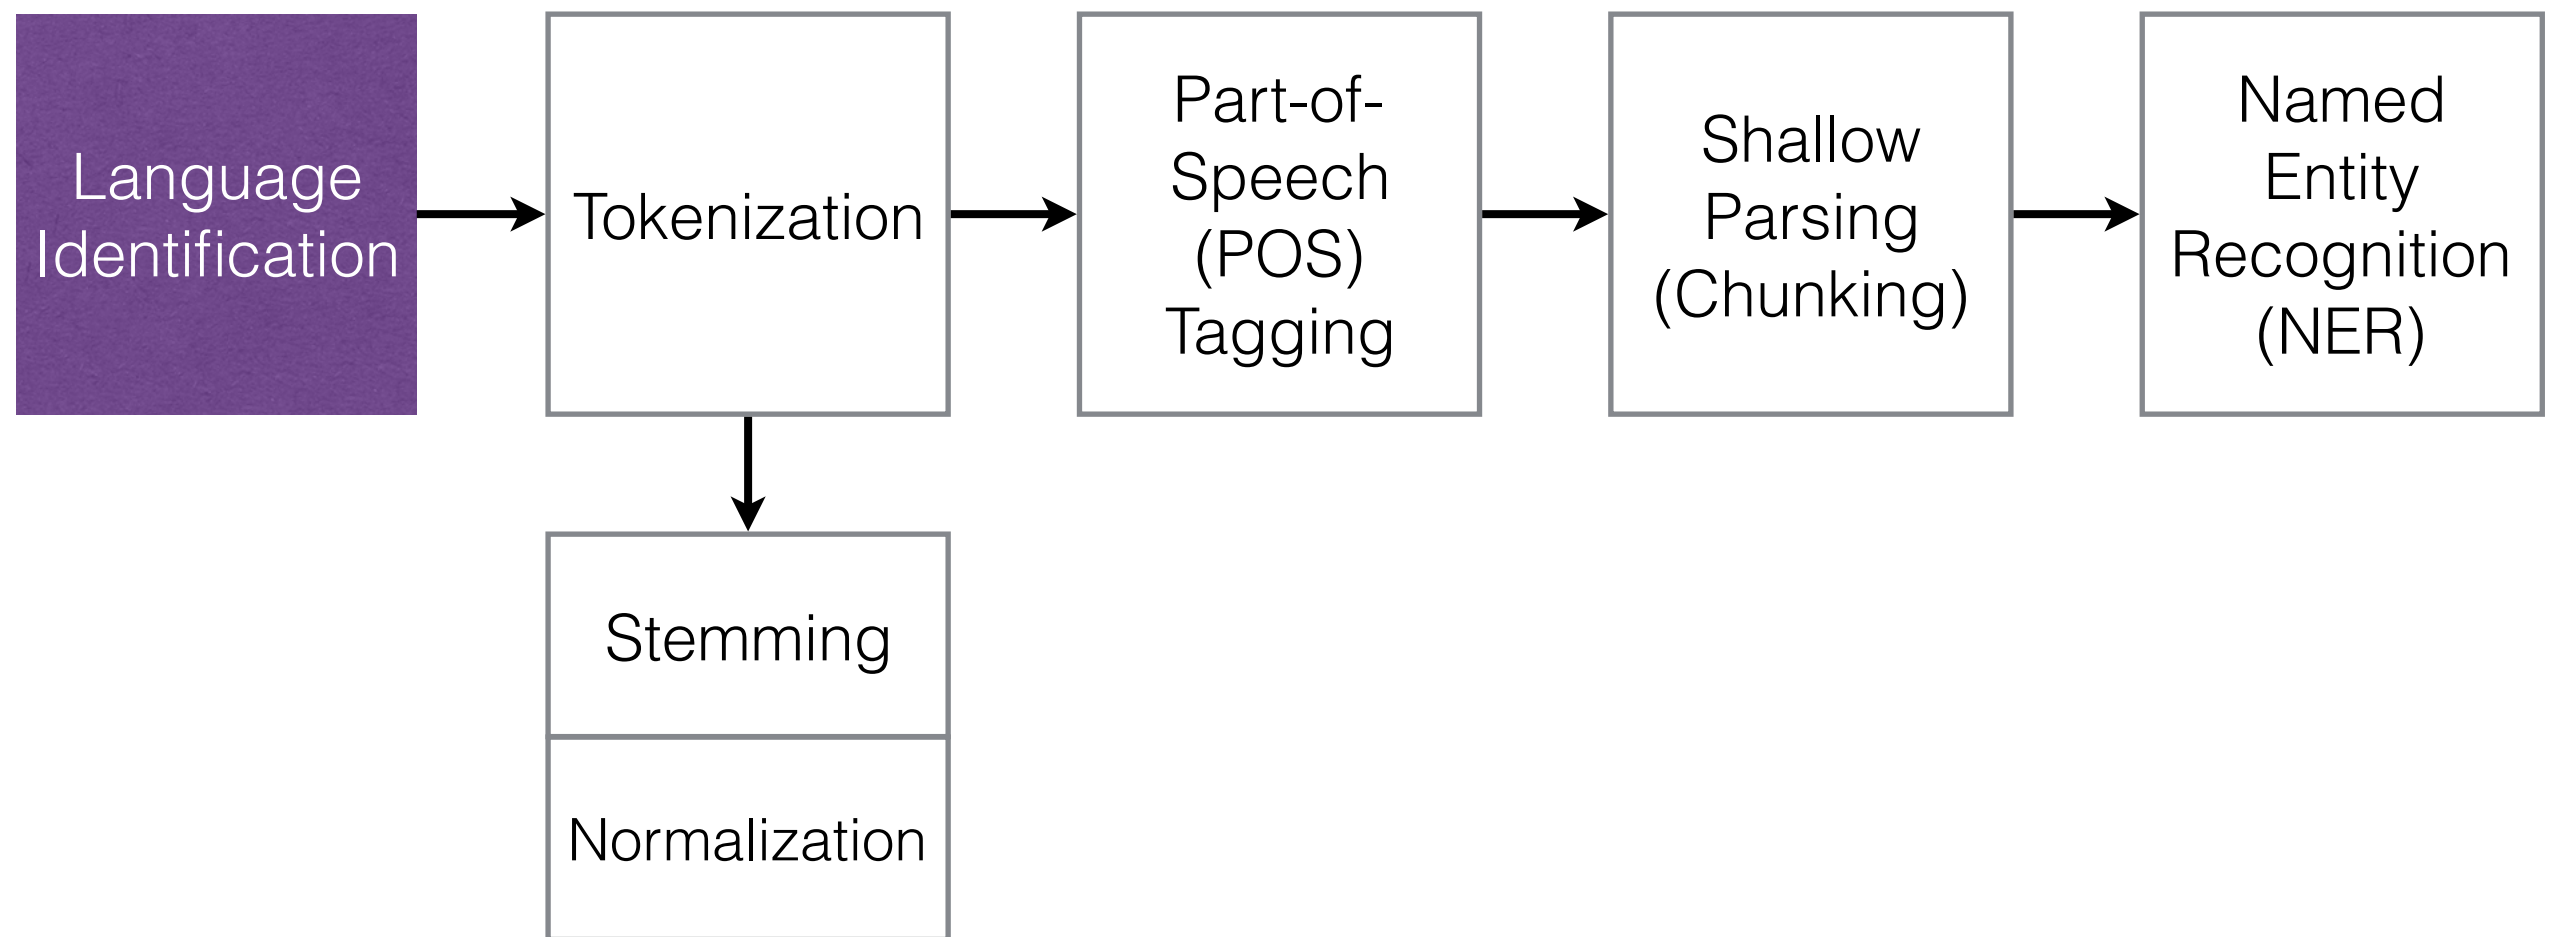 Language
Identification
Tokenization
Part-of-
Speech
(POS)
Tagging
Shallow
Parsing
(Chunking)
Named
Entity
Recognition
(NER)
Stemming
Normalization